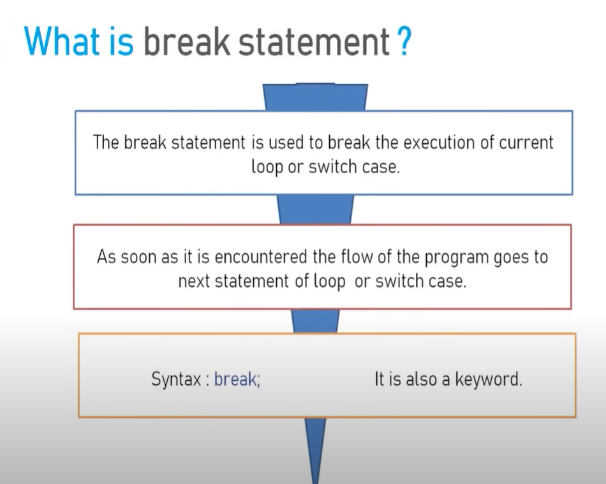 What is break statement ?
The break statement is used to break the execution of current
loop or switch case.
As soon as it is encountered the flow of the program goes to
next statement of loop or switch case.
Syntax : break; It is also a keyword.